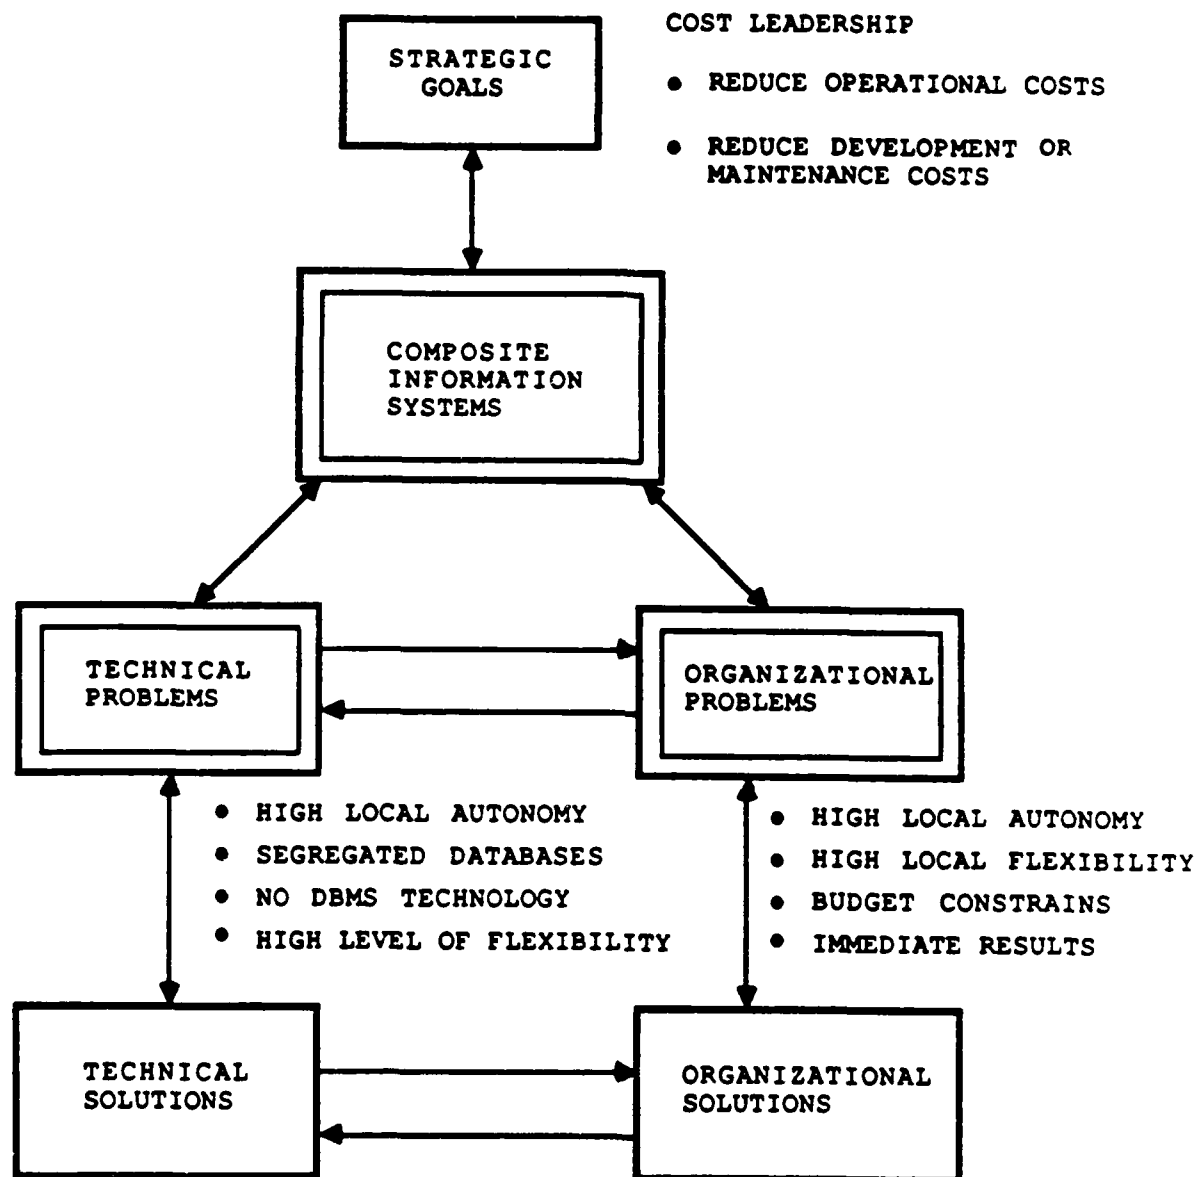 STRATEGIC
GOALS
COST LEADERSHIP
• REDUCE OPERATIONAL COSTS
• REDUCE DEVELOPMENT OR
MAINTENANCE COSTS
COMPOSITE
INFORMATION
SYSTEMS
TECHNICAL
PROBLEMS
ORGANIZATIONAL
PROBLEMS
• HIGH LOCAL AUTONOMY
• SEGREGATED DATABASES
• NO DBMS TECHNOLOGY
• HIGH LEVEL OF FLEXIBILITY
• HIGH LOCAL AUTONOMY
• HIGH LOCAL FLEXIBILITY
• BUDGET CONSTRAINS
• IMMEDIATE RESULTS
TECHNICAL
SOLUTIONS
ORGANIZATIONAL
SOLUTIONS